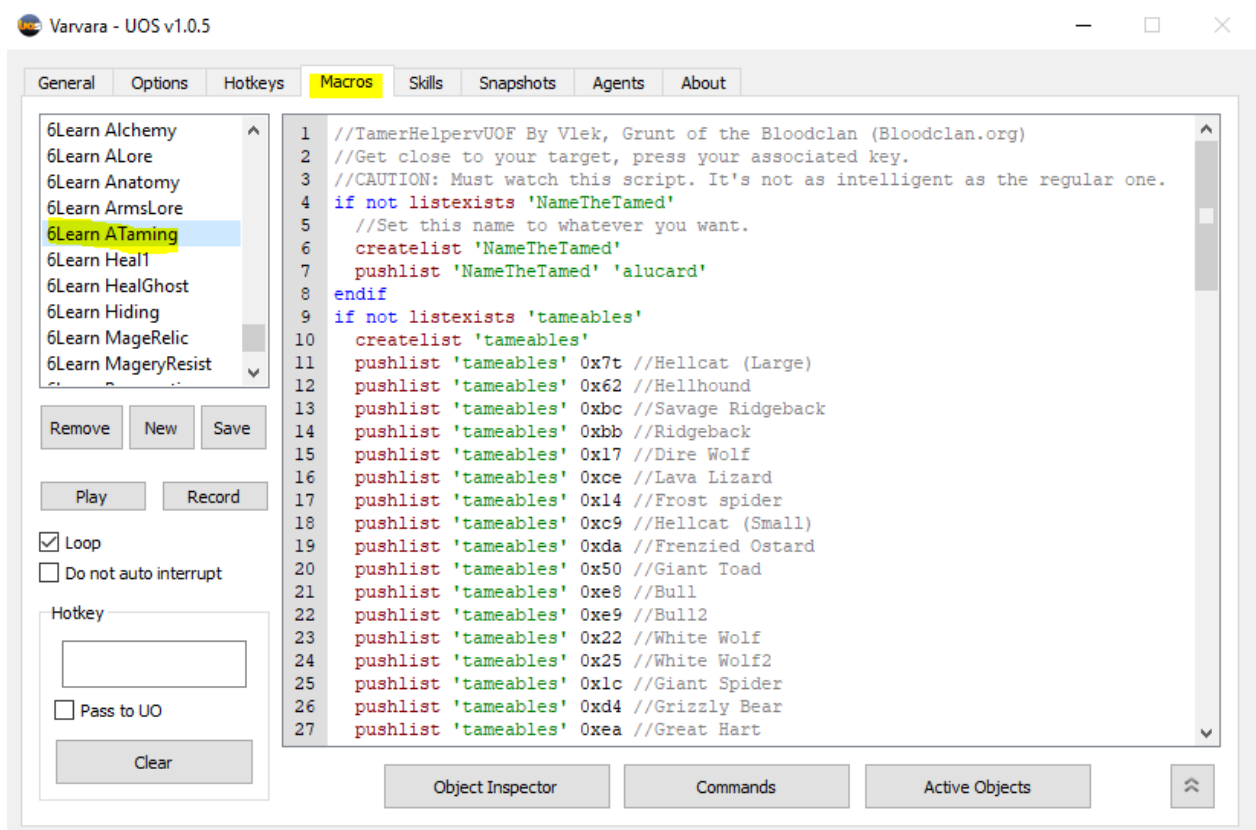 UOS Varvara - UOS v1.0.5
General Options Hotkeys Macros Skills Snapshots Agents About
6Learn Alchemy
6Learn ALore
6Learn Anatomy
6Learn ArmsLore
6Learn ATaming
6Learn Heal1
6Learn HealGhost
6Learn Hiding
6Learn MageRelic
6Learn MageryResist
Remove New Save
Play Record
Loop
Do not auto interrupt
Hotkey
Pass to UO
Clear
1 //TamerHelpervUOF By Vlek, Grunt of the Bloodclan (Bloodclan.org)
2 //Get close to your target, press your associated key.
3 //CAUTION: Must watch this script. It's not as intelligent as the regular one.
4 if not listexists 'NameTheTamed'
5 //Set this name to whatever you want.
6 createlist 'NameTheTamed'
7 pushlist 'NameTheTamed' 'alucard'
8 endif
9 if not listexists 'tameables'
10 createlist 'tameables'
11 pushlist 'tameables' 0x7t //Hellcat (Large)
12 pushlist 'tameables' 0x62 //Hellhound
13 pushlist 'tameables' 0xbc //Savage Ridgeback
14 pushlist 'tameables' 0xbb //Ridgeback
15 pushlist 'tameables' 0x17 //Dire Wolf
16 pushlist 'tameables' 0xce //Lava Lizard
17 pushlist 'tameables' 0x14 //Frost spider
18 pushlist 'tameables' 0xc9 //Hellcat (Small)
19 pushlist 'tameables' 0xda //Frenzied Ostard
20 pushlist 'tameables' 0x50 //Giant Toad
21 pushlist 'tameables' 0xe8 //Bull
22 pushlist 'tameables' 0xe9 //Bull2
23 pushlist 'tameables' 0x22 //White Wolf
24 pushlist 'tameables' 0x25 //White Wolf2
25 pushlist 'tameables' 0x1c //Giant Spider
26 pushlist 'tameables' 0xd4 //Grizzly Bear
27 pushlist 'tameables' 0xea //Great Hart
Object Inspector Commands Active Objects